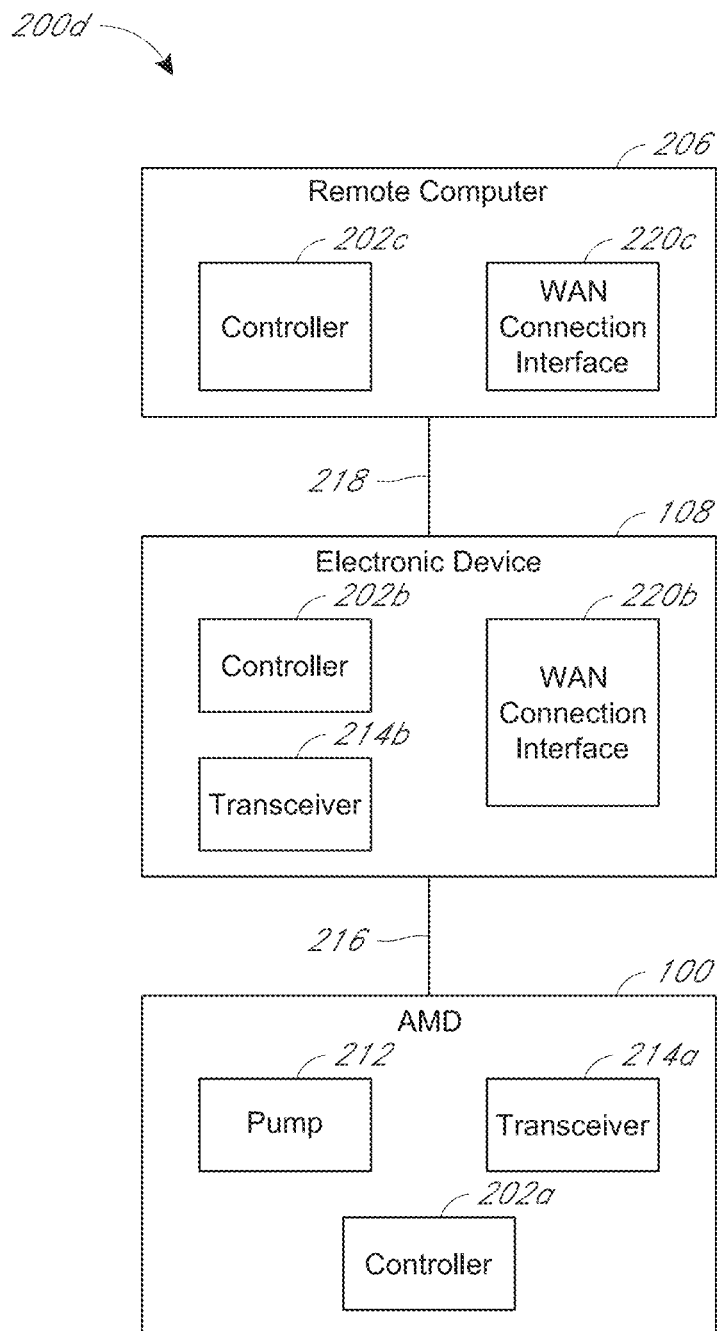 200d
206
Remote Computer
202c
220c
Controller
WAN
Connection
Interface
218
108
Electronic Device
202b
220b
Controller
WAN
Connection
Interface
214b
Transceiver
216
100
AMD
212
214a
Pump
Transceiver
202a
Controller